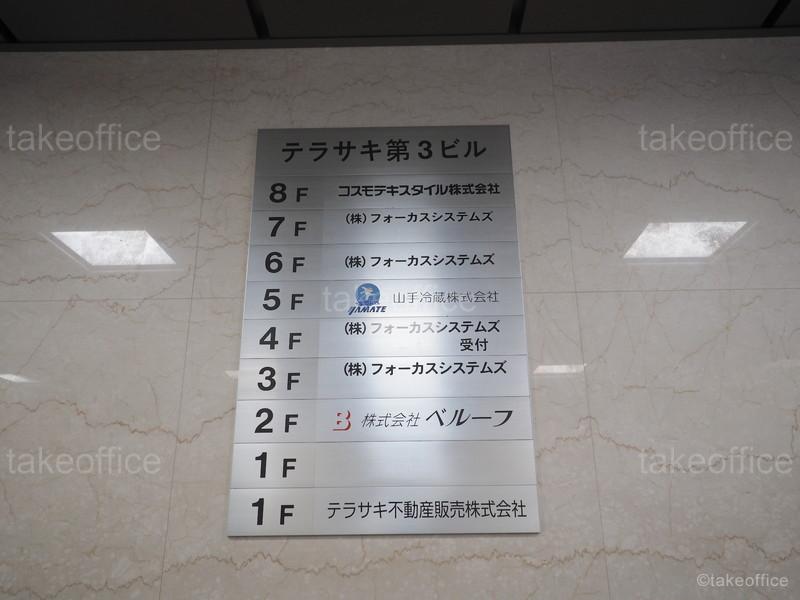 テラサキ第3ビル
8F コスモテキスタイル株式会社
7F (株)フォーカスシステムズ
6F (株)フォーカスシステムズ
5F YAMATE 山手冷蔵株式会社
4F (株)フォーカスシステムズ
受付
3F (株)フォーカスシステムズ
2F B 株式会社 ベルーフ
1F
1F テラサキ不動産販売株式会社
takeoffice
takeoffice
takeoffice
takeoffice
takeoffice
©takeoffice